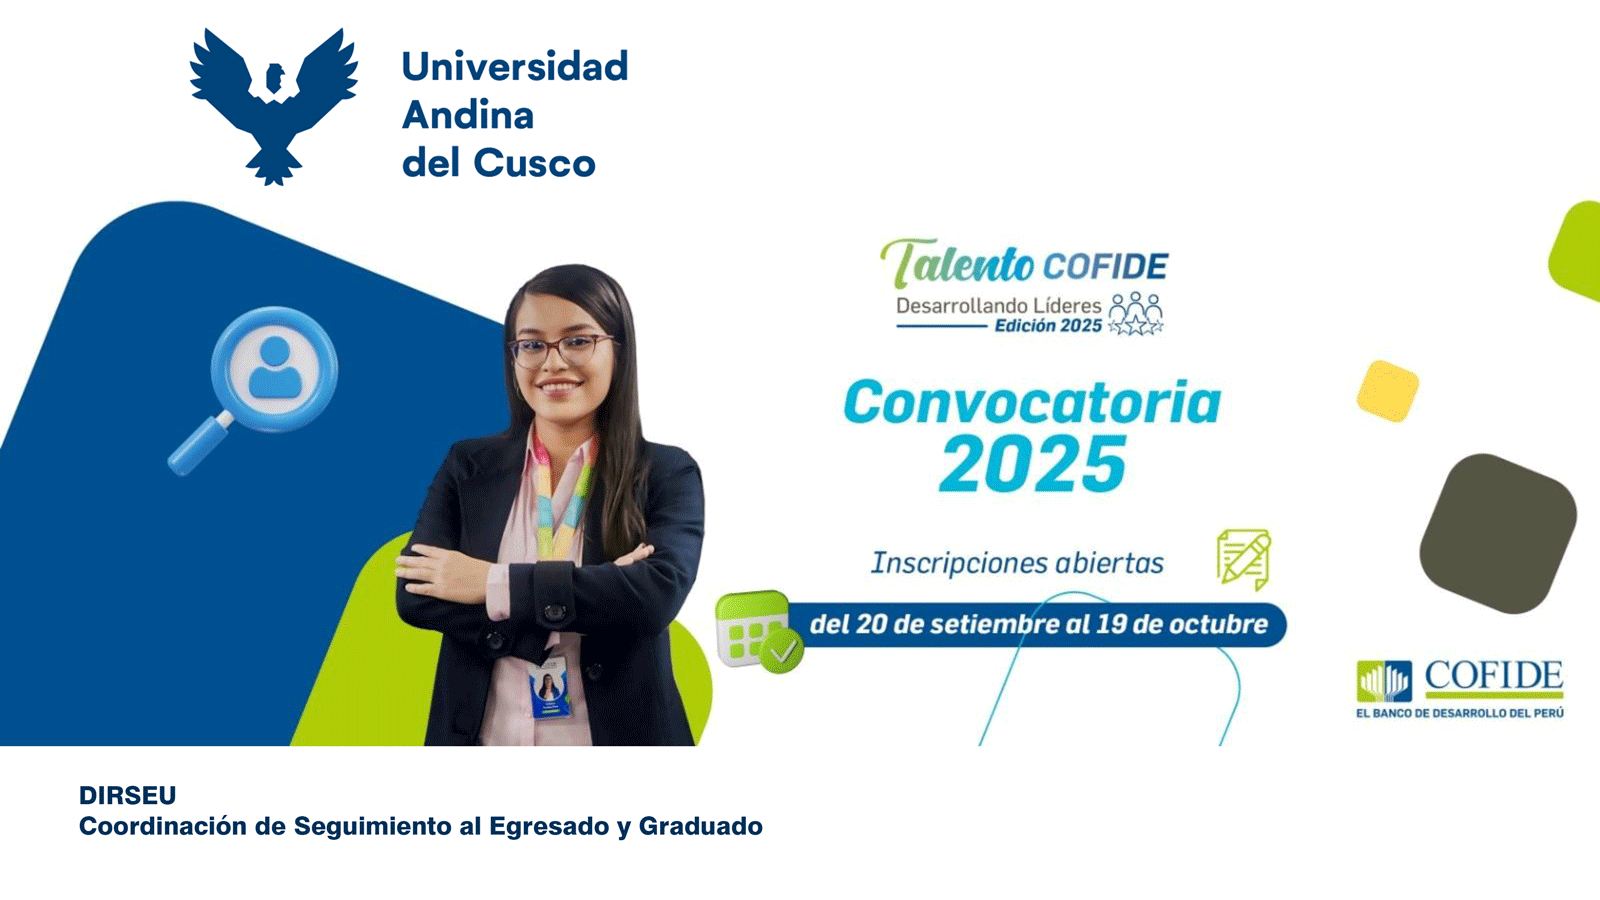 Universidad
Andina
del Cusco
Talento COFIDE
Desarrollando Líderes
Edición 2025
Convocatoria
2025
Inscripciones abiertas
del 20 de setiembre al 19 de octubre
COFIDE
EL BANCO DE DESARROLLO DEL PERÚ
DIRSEU
Coordinación de Seguimiento al Egresado y Graduado